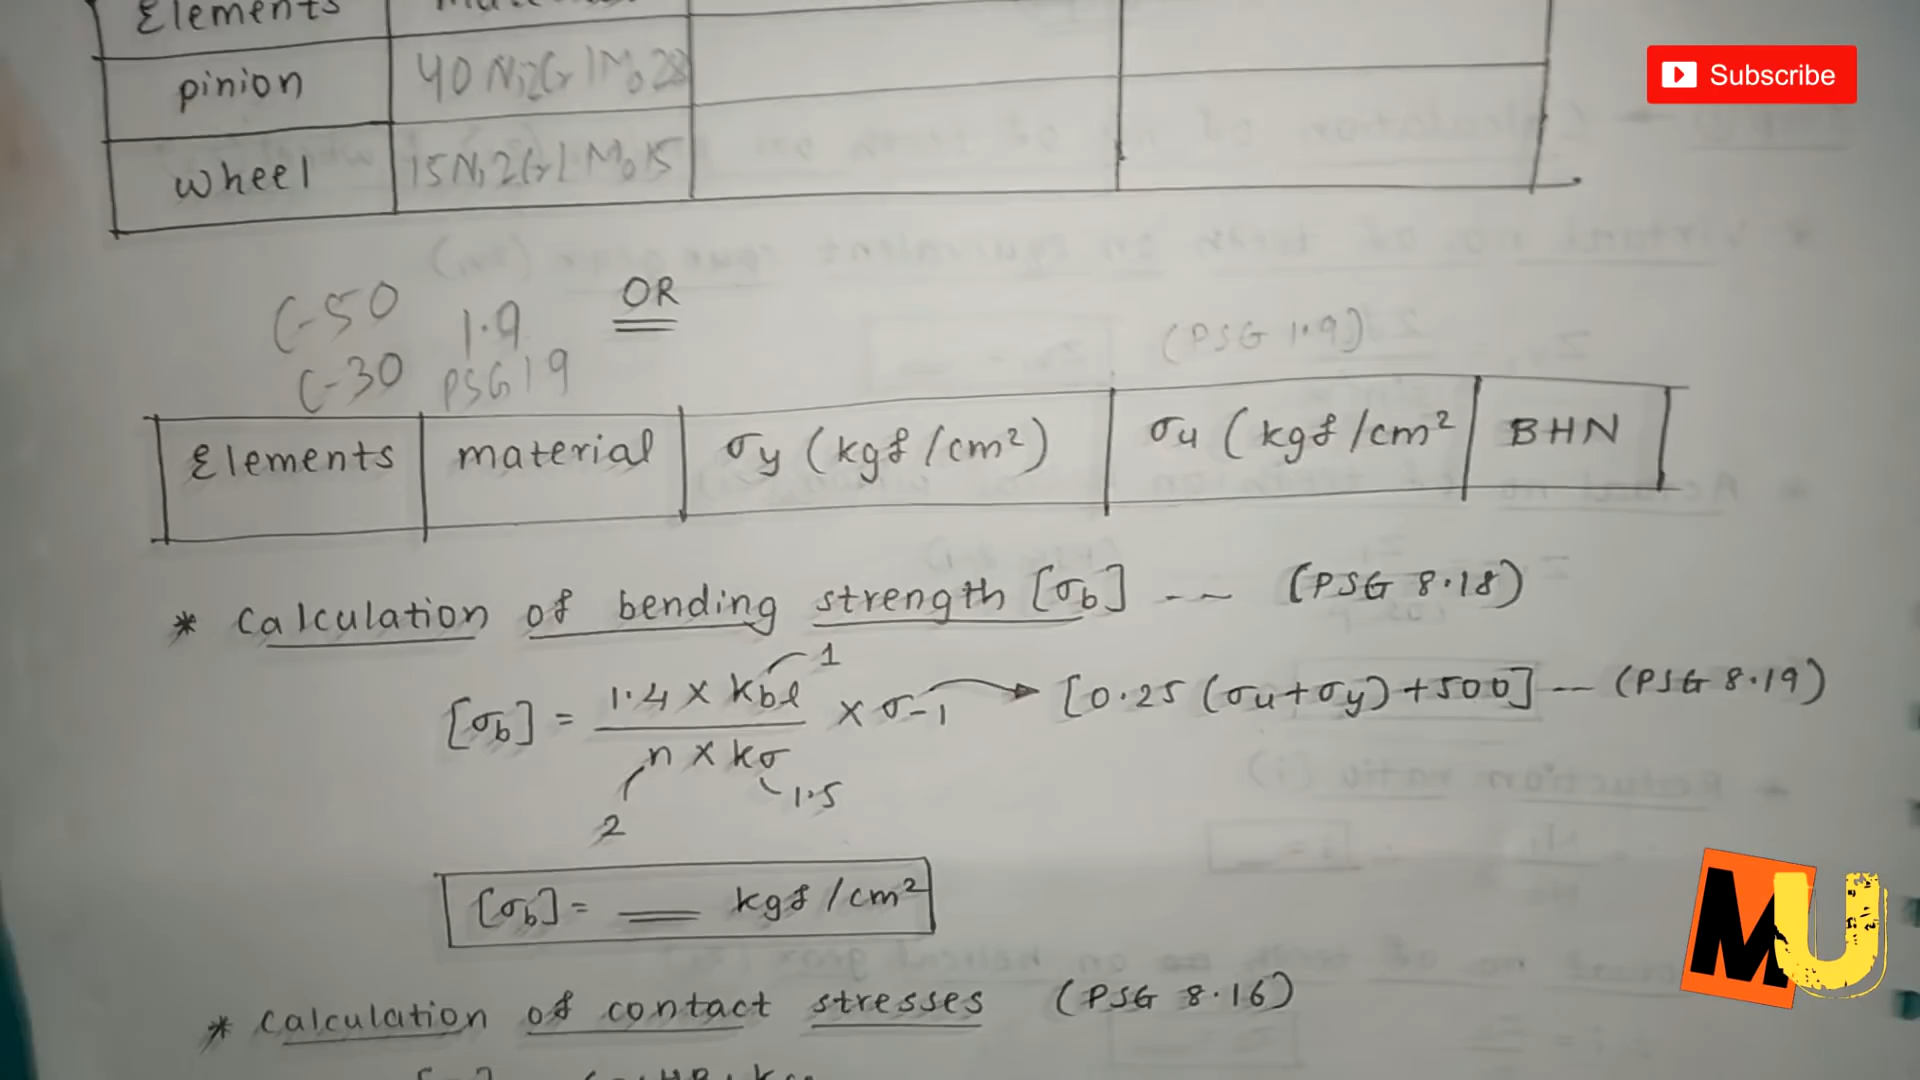 Elements
pinion 40 Ni2Cr1Mo28
wheel 15Ni2Cr1Mo15
Subscribe
C-50 1.9 OR
C-30 PSG 19
(PSG 1.9)
Elements material σy (kgf/cm²) σu (kgf/cm² BHN
* Calculation of bending strength [σb] -- (PSG 8.18)
[σb] = 1.4 x kbl / n x kσ x σ-1 → [0.25 (σu+σy)+500] -- (PSG 8.19)
1
2
1.5
[σb] = __ kgf/cm²
* Calculation of contact stresses (PSG 8.16)
MU